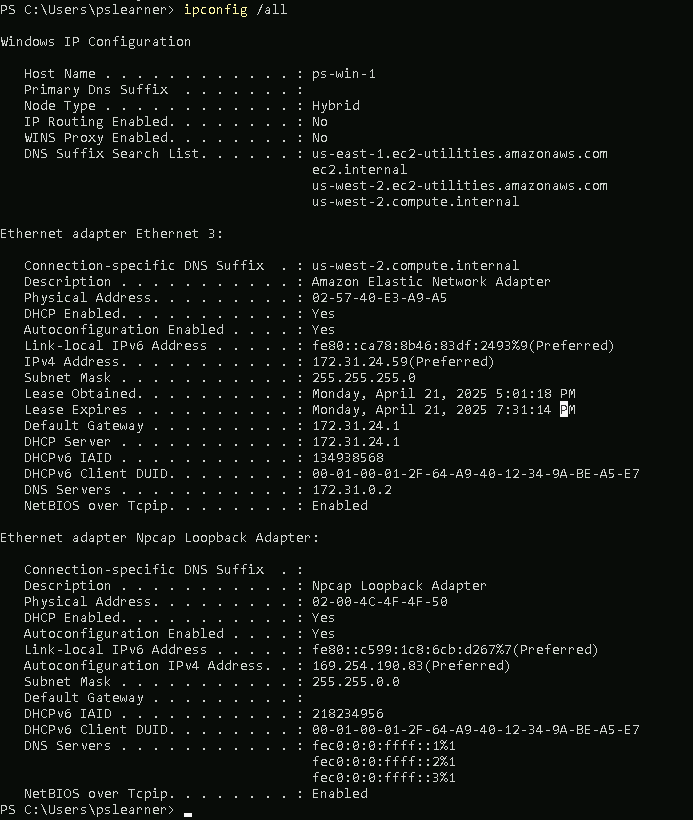 PS C:\Users\pslearner> ipconfig /all
Windows IP Configuration
   Host Name . . . . . . . . . . . . : ps-win-1
   Primary Dns Suffix  . . . . . . . :
   Node Type . . . . . . . . . . . . : Hybrid
   IP Routing Enabled. . . . . . . . : No
   WINS Proxy Enabled. . . . . . . . : No
   DNS Suffix Search List. . . . . . : us-east-1.ec2-utilities.amazonaws.com
                                       ec2.internal
                                       us-west-2.ec2-utilities.amazonaws.com
                                       us-west-2.compute.internal
Ethernet adapter Ethernet 3:
   Connection-specific DNS Suffix  . : us-west-2.compute.internal
   Description . . . . . . . . . . . : Amazon Elastic Network Adapter
   Physical Address. . . . . . . . . : 02-57-40-E3-A9-A5
   DHCP Enabled. . . . . . . . . . . : Yes
   Autoconfiguration Enabled . . . . : Yes
   Link-local IPv6 Address . . . . . : fe80::ca78:8b46:83df:2493%9(Preferred)
   IPv4 Address. . . . . . . . . . . : 172.31.24.59(Preferred)
   Subnet Mask . . . . . . . . . . . : 255.255.255.0
   Lease Obtained. . . . . . . . . . : Monday, April 21, 2025 5:01:18 PM
   Lease Expires . . . . . . . . . . : Monday, April 21, 2025 7:31:14 PM
   Default Gateway . . . . . . . . . : 172.31.24.1
   DHCP Server . . . . . . . . . . . : 172.31.24.1
   DHCPv6 IAID . . . . . . . . . . . : 134938568
   DHCPv6 Client DUID. . . . . . . . : 00-01-00-01-2F-64-A9-40-12-34-9A-BE-A5-E7
   DNS Servers . . . . . . . . . . . : 172.31.0.2
   NetBIOS over Tcpip. . . . . . . . : Enabled
Ethernet adapter Npcap Loopback Adapter:
   Connection-specific DNS Suffix  . :
   Description . . . . . . . . . . . : Npcap Loopback Adapter
   Physical Address. . . . . . . . . : 02-00-4C-4F-4F-50
   DHCP Enabled. . . . . . . . . . . : Yes
   Autoconfiguration Enabled . . . . : Yes
   Link-local IPv6 Address . . . . . : fe80::c599:1c8:6cb:d267%7(Preferred)
   Autoconfiguration IPv4 Address. . : 169.254.190.83(Preferred)
   Subnet Mask . . . . . . . . . . . : 255.255.0.0
   Default Gateway . . . . . . . . . :
   DHCPv6 IAID . . . . . . . . . . . : 218234956
   DHCPv6 Client DUID. . . . . . . . : 00-01-00-01-2F-64-A9-40-12-34-9A-BE-A5-E7
   DNS Servers . . . . . . . . . . . : fec0:0:0:ffff::1%1
                                       fec0:0:0:ffff::2%1
                                       fec0:0:0:ffff::3%1
   NetBIOS over Tcpip. . . . . . . . : Enabled
PS C:\Users\pslearner>